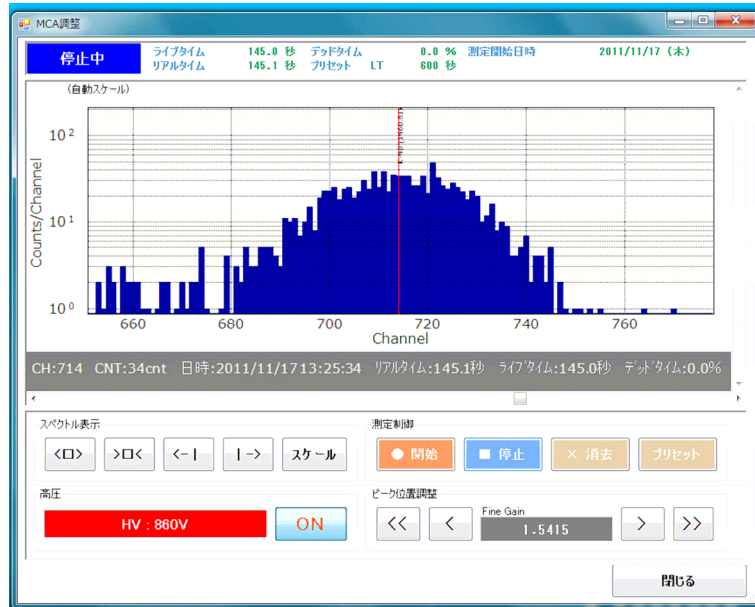 MCA調整
停止中
ライブタイム 145.0 秒 デッドタイム 0.0 % 測定開始日時 2011/11/17 (木)
リアルタイム 145.1 秒 プリセット LT 600 秒
(自動スケール)
10²
10¹
10⁰
Counts/Channel
660 680 700 720 740 760
Channel
CH:714 CNT:34cnt 日時:2011/11/1713:25:34 リアルタイム:145.1秒 ライブタイム:145.0秒 デッドタイム:0.0%
スペクトル表示
<ロ> >ロ< <-| |-> スケール
測定制御
開始 停止 × 消去 プリセット
高圧
HV : 860V ON
ピーク位置調整
<< < Fine Gain 1.5415 > >>
閉じる